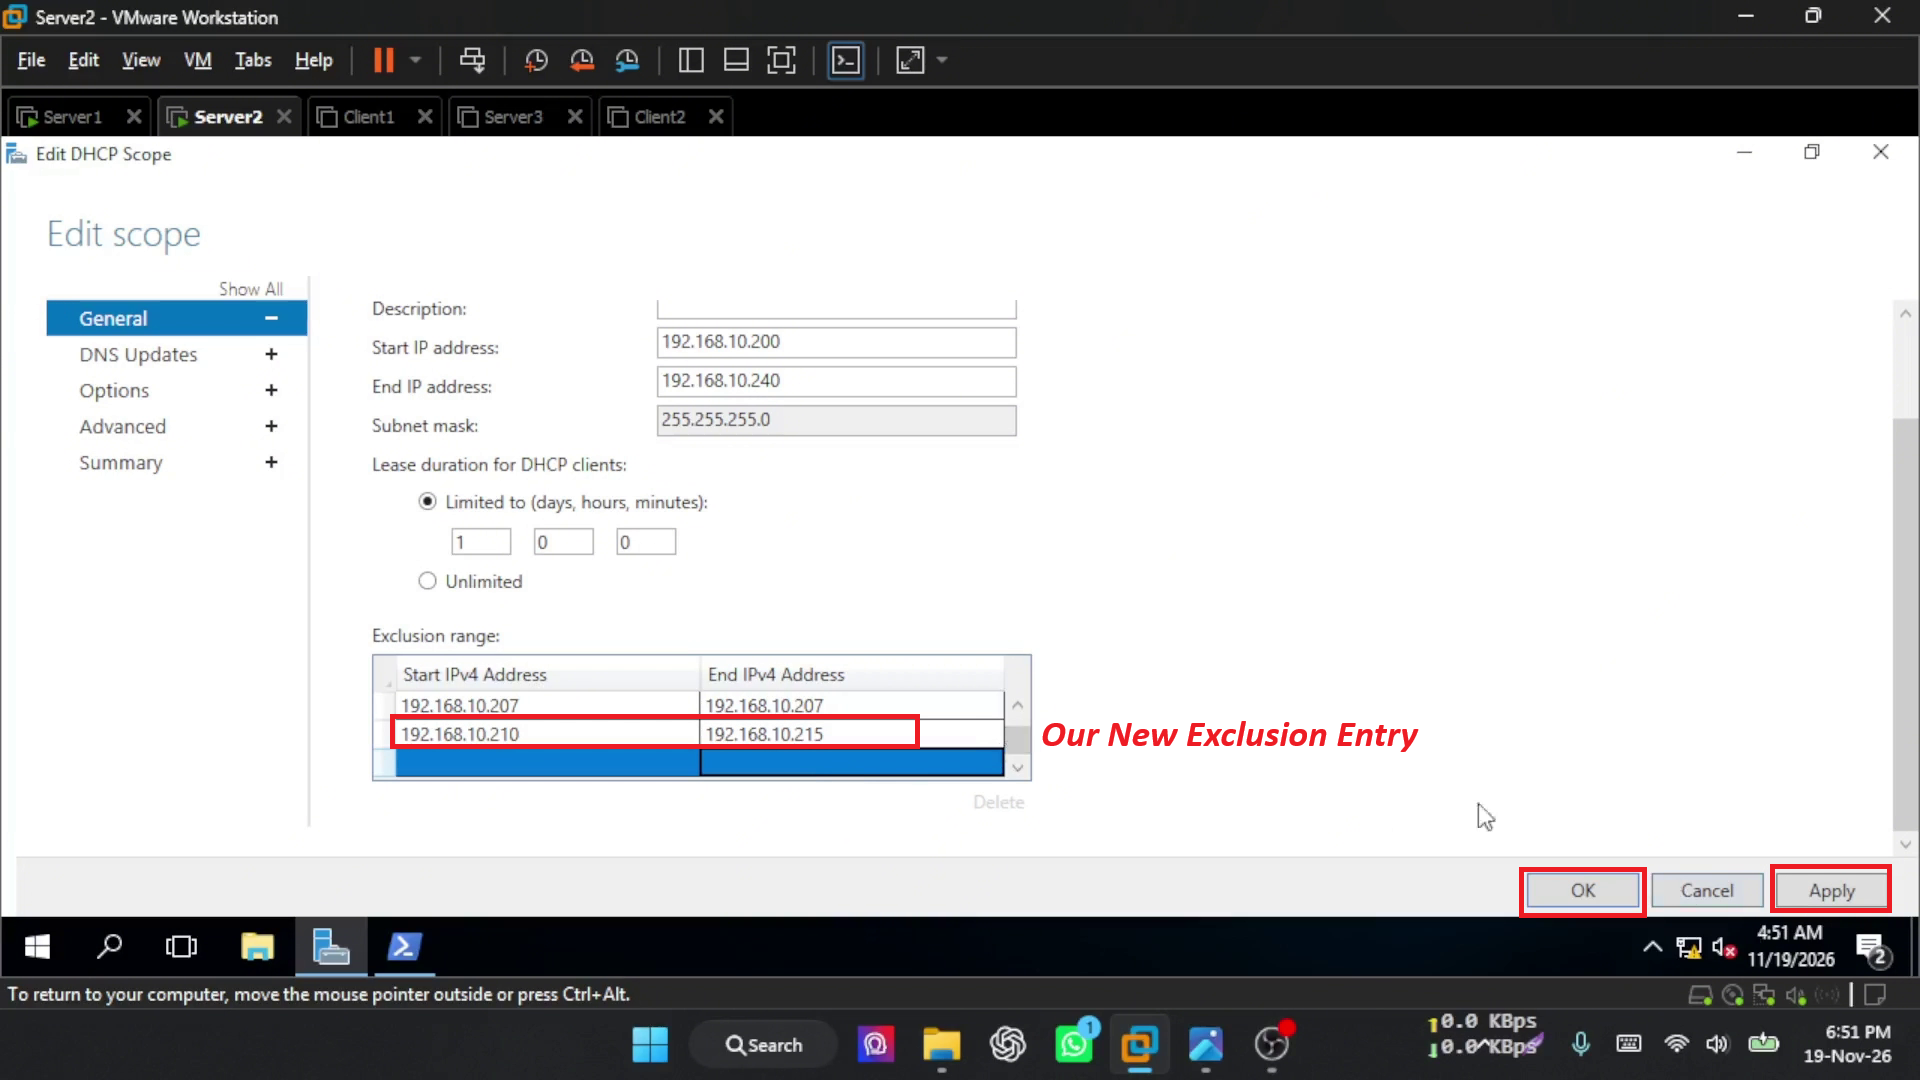 Server2 - VMware Workstation
File Edit View VM Tabs Help
Server1 Server2 Client1 Server3 Client2
Edit DHCP Scope
Edit scope
Show All
General
DNS Updates
Options
Advanced
Summary
Description:
Start IP address: 192.168.10.200
End IP address: 192.168.10.240
Subnet mask: 255.255.255.0
Lease duration for DHCP clients:
Limited to (days, hours, minutes):
1 0 0
Unlimited
Exclusion range:
Start IPv4 Address End IPv4 Address
192.168.10.207 192.168.10.207
192.168.10.210 192.168.10.215
Our New Exclusion Entry
Delete
OK Cancel Apply
4:51 AM
11/19/2026
2
To return to your computer, move the mouse pointer outside or press Ctrl+Alt.
Search
1
0.0 KBps
0.0 KBps
6:51 PM
19-Nov-26